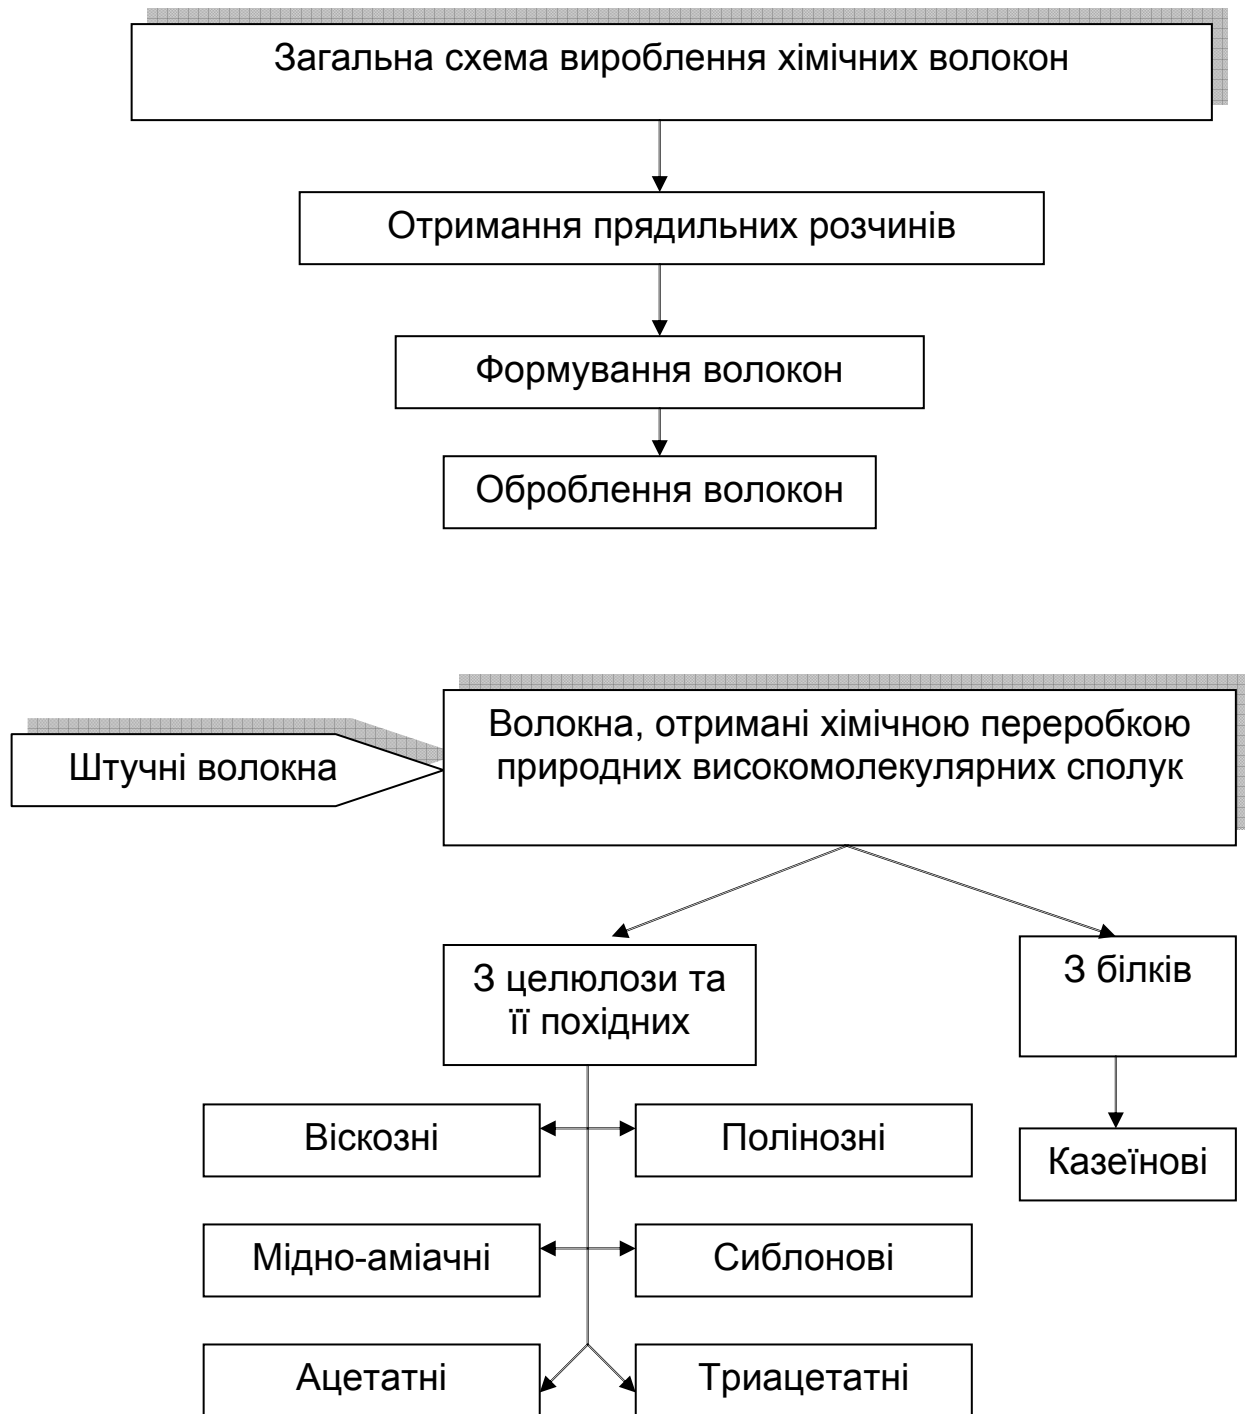 Загальна схема вироблення хімічних волокон
Отримання прядильних розчинів
Формування волокон
Оброблення волокон
Штучні волокна
Волокна, отримані хімічною переробкою
природних високомолекулярних сполук
З целюлози та
її похідних
З білків
Віскозні
Полінозні
Казеїнові
Мідно-аміачні
Сиблонові
Ацетатні
Триацетатні